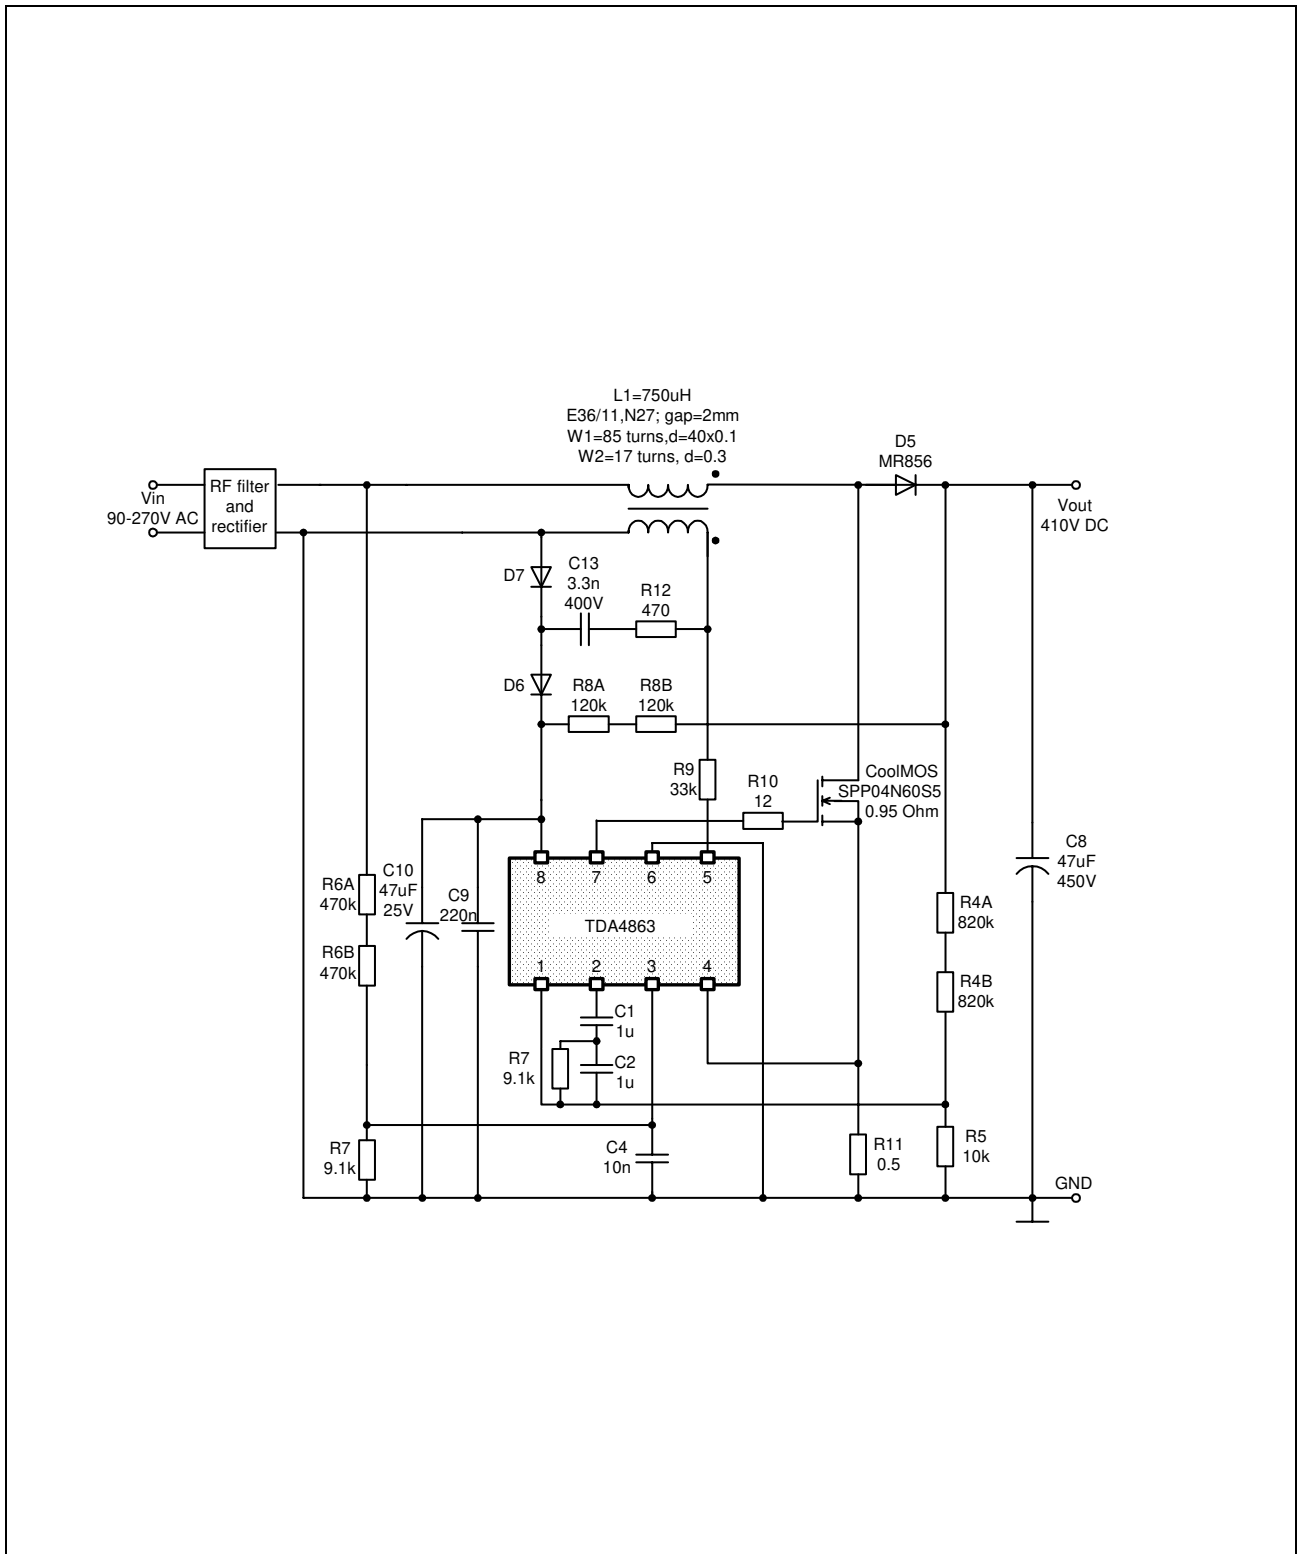 L1=750uH
E36/11,N27; gap=2mm
W1=85 turns,d=40x0.1
W2=17 turns, d=0.3
D5
MR856
Vin
90-270V AC
RF filter
and
rectifier
Vout
410V DC
D7
C13
3.3n
400V
R12
470
D6
R8A
120k
R8B
120k
R9
33k
R10
12
CoolMOS
SPP04N60S5
0.95 Ohm
C8
47uF
450V
R6A
470k
C10
47uF
25V
C9
220n
8
7
6
5
TDA4863
1
2
3
4
R4A
820k
R6B
470k
R4B
820k
C1
1u
R7
9.1k
C2
1u
R7
9.1k
C4
10n
R11
0.5
R5
10k
GND